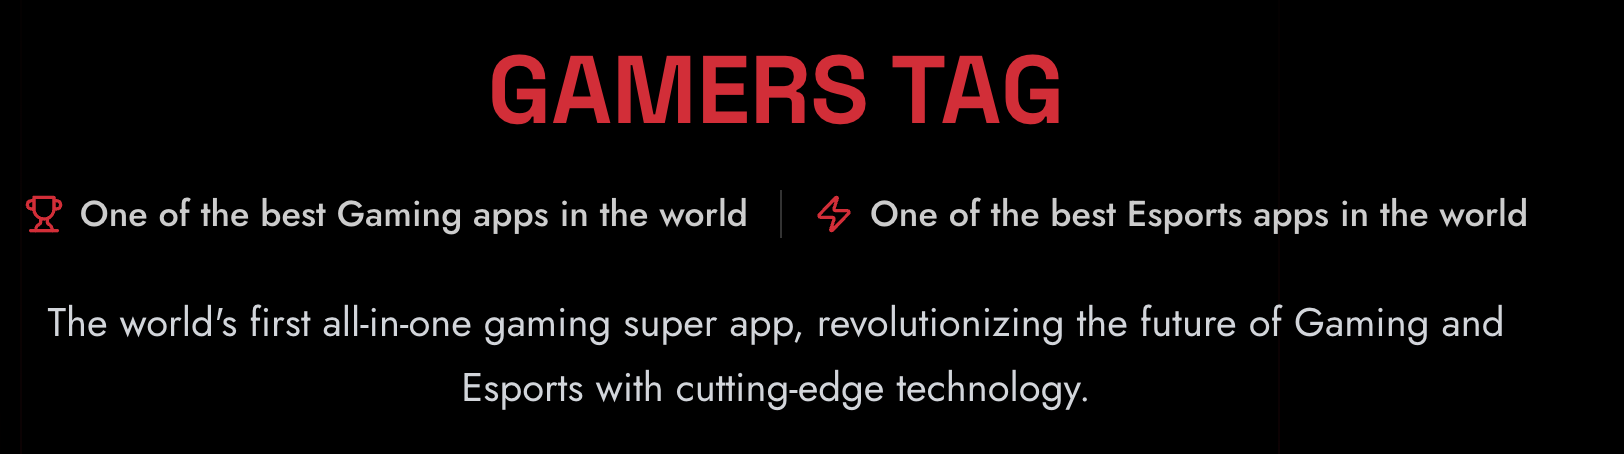 GAMERS TAG
One of the best Gaming apps in the world
One of the best Esports apps in the world
The world's first all-in-one gaming super app, revolutionizing the future of Gaming and
Esports with cutting-edge technology.